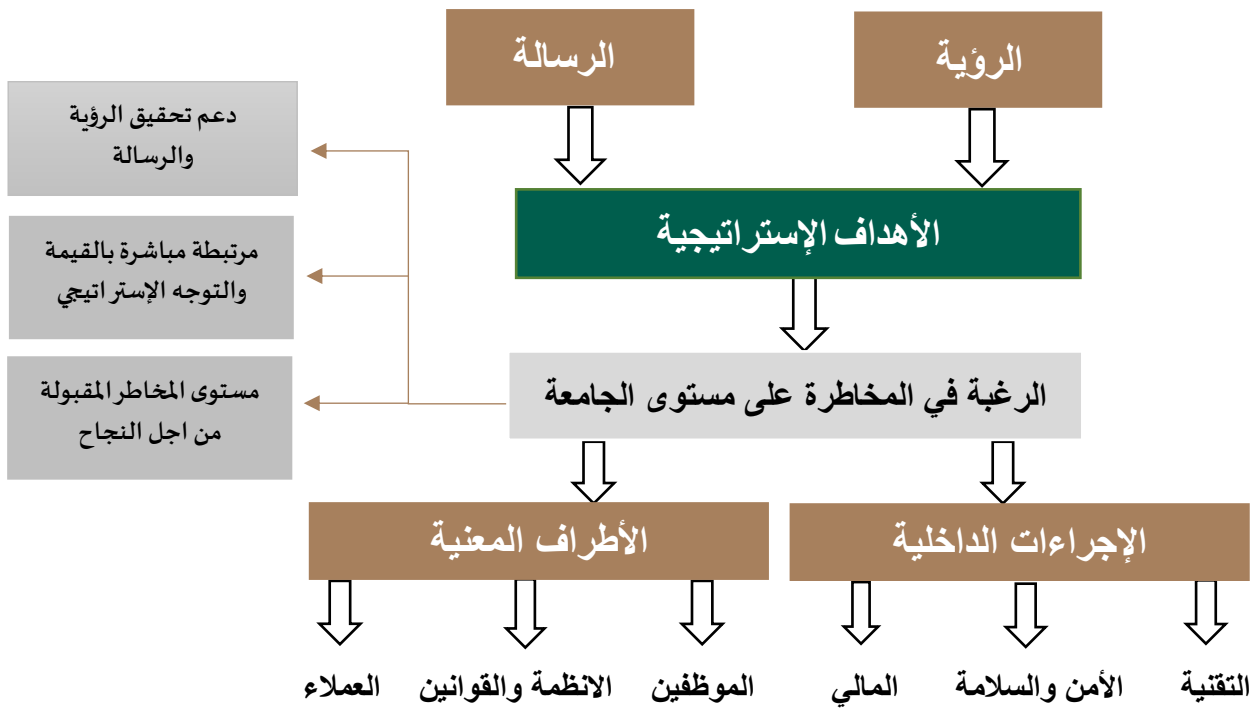 الرؤية
الرسالة
الأهداف الإستراتيجية
الرغبة في المخاطرة على مستوى الجامعة
دعم تحقيق الرؤية
والرسالة
مرتبطة مباشرة بالقيمة
والتوجه الإستراتيجي
مستوى المخاطر المقبولة
من اجل النجاح
الإجراءات الداخلية
الأطراف المعنية
التقنية
الأمن والسلامة
المالي
الموظفين
الانظمة والقوانين
العملاء